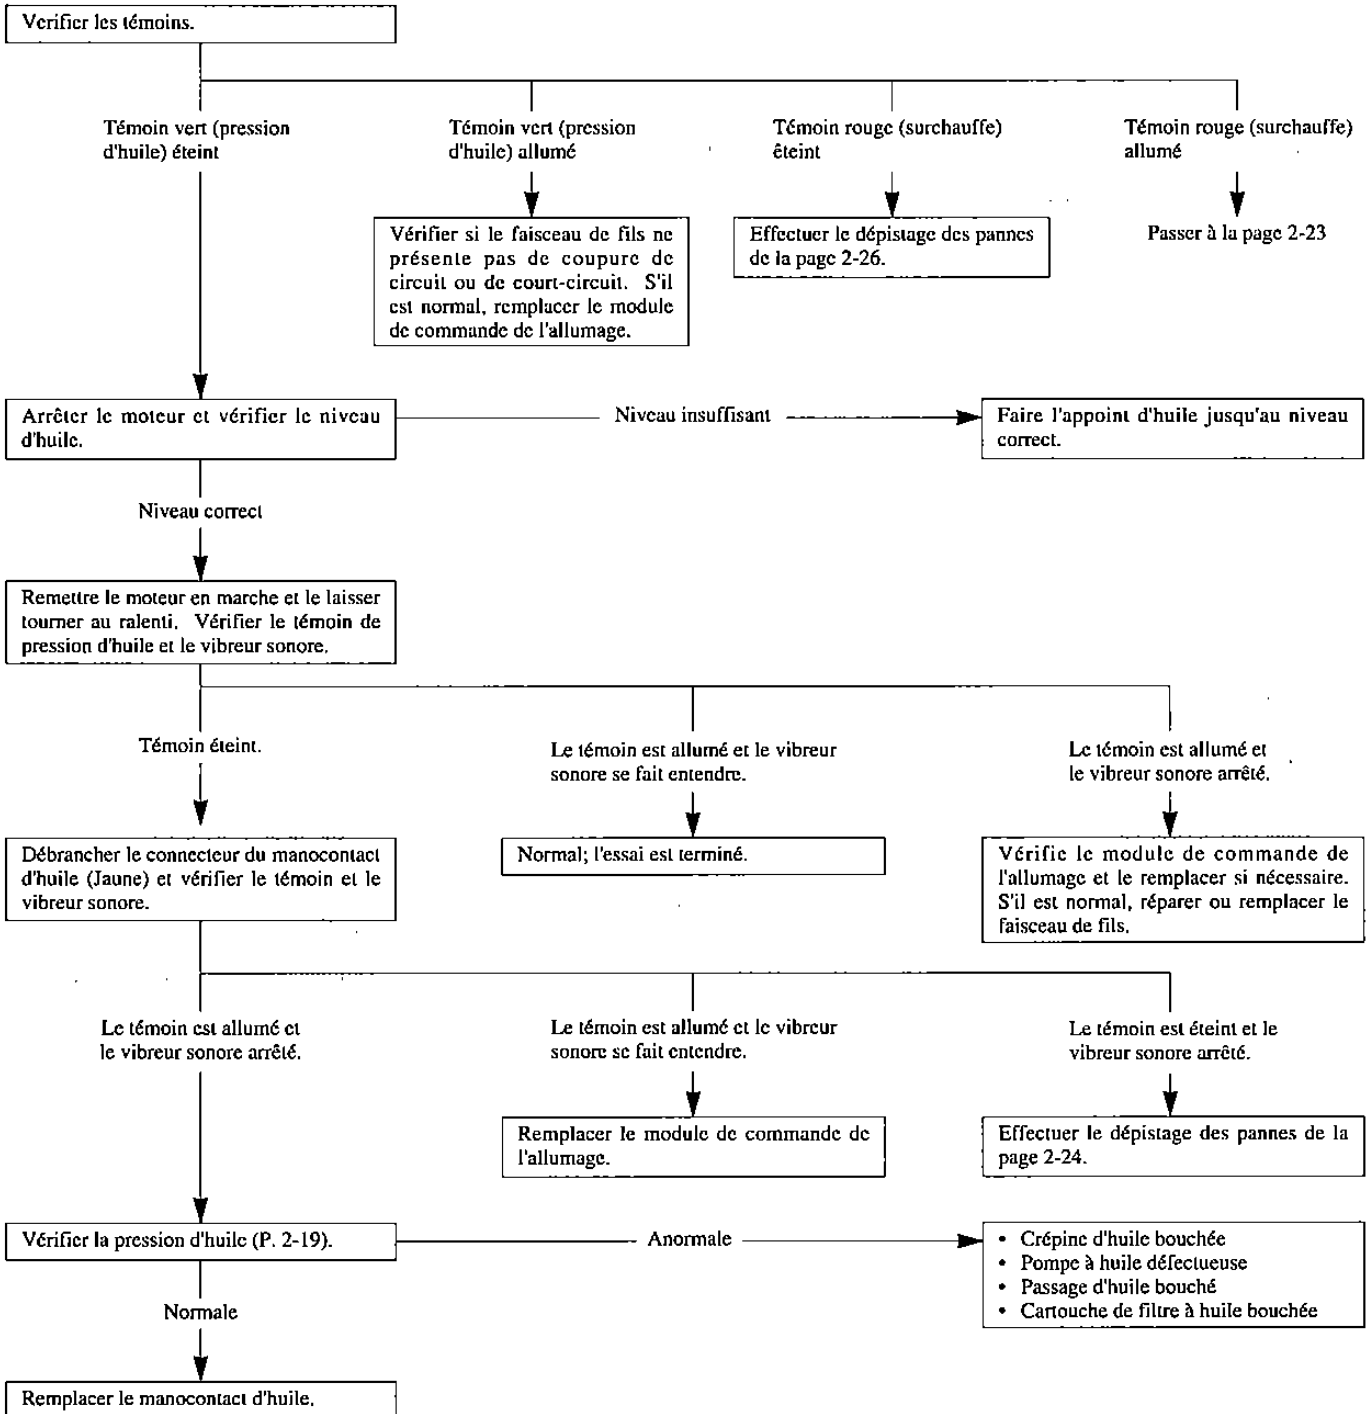 Verifier les témoins.
Témoin vert (pression
d'huile) éteint
Témoin vert (pression
d'huile) allumé
Témoin rouge (surchauffe)
êteint
Témoin rouge (surchauffe)
allumé
Vérifier si le faisceau de fils ne
présente pas de coupure de
circuit ou de court-circuit. S'il
est normal, remplacer le module
de commande de l'allumage.
Effectuer le dépistage des pannes
de la page 2-26.
Passer à la page 2-23
Arrêter le moteur et vérifier le niveau
d'huile.
Niveau insuffisant
Faire l'appoint d'huile jusqu'au niveau
correct.
Niveau correct
Remettre le moteur en marche et le laisser
tourner au ralenti. Vérifier le témoin de
pression d'huile et le vibreur sonore.
Témoin éteint.
Le témoin est allumé et le vibreur
sonore se fait entendre.
Le témoin est allumé et
le vibreur sonore arrêté.
Débrancher le connecteur du manocontact
d'huile (Jaune) et vérifier le témoin et le
vibreur sonore.
Normal; l'essai est terminé.
Vérifie le module de commande de
l'allumage et le remplacer si nécessaire.
S'il est normal, réparer ou remplacer le
faisceau de fils.
Le témoin est allumé et
le vibreur sonore arrêté.
Le témoin est allumé et le vibreur
sonore se fait entendre.
Le témoin est éteint et le
vibreur sonore arrêté.
Remplacer le module de commande de
l'allumage.
Effectuer le dépistage des pannes de la
page 2-24.
Vérifier la pression d'huile (P. 2-19).
Anormale
• Crépine d'huile bouchée
• Pompe à huile défectueuse
• Passage d'huile bouché
• Cartouche de filtre à huile bouchée
Normale
Remplacer le manocontact d'huile.